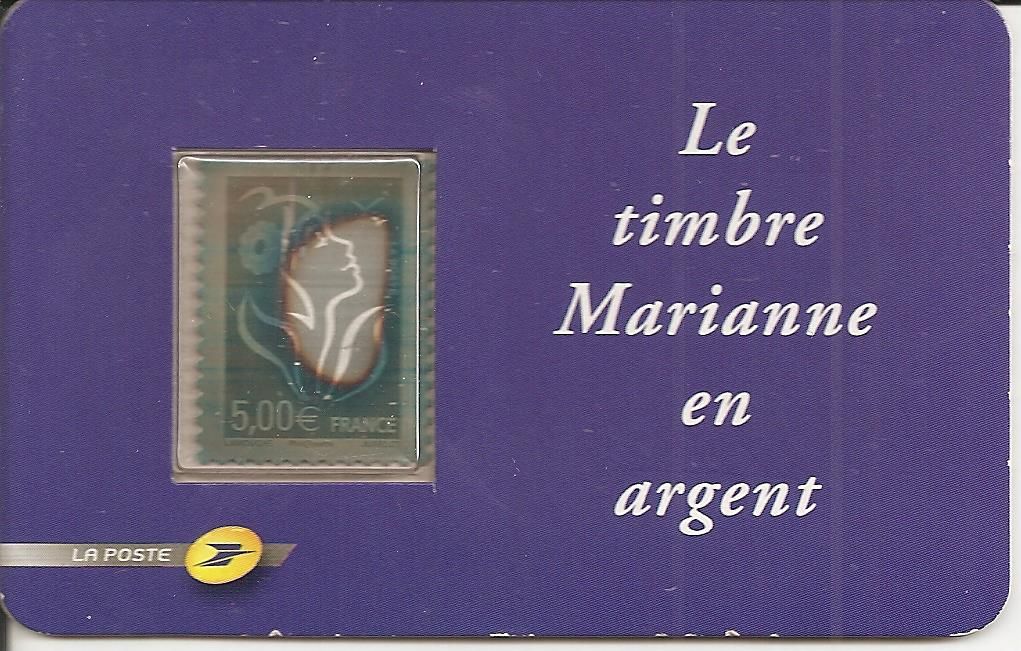 Le
timbre
Marianne
en
argent
5,00€ FRANCE
LA POSTE